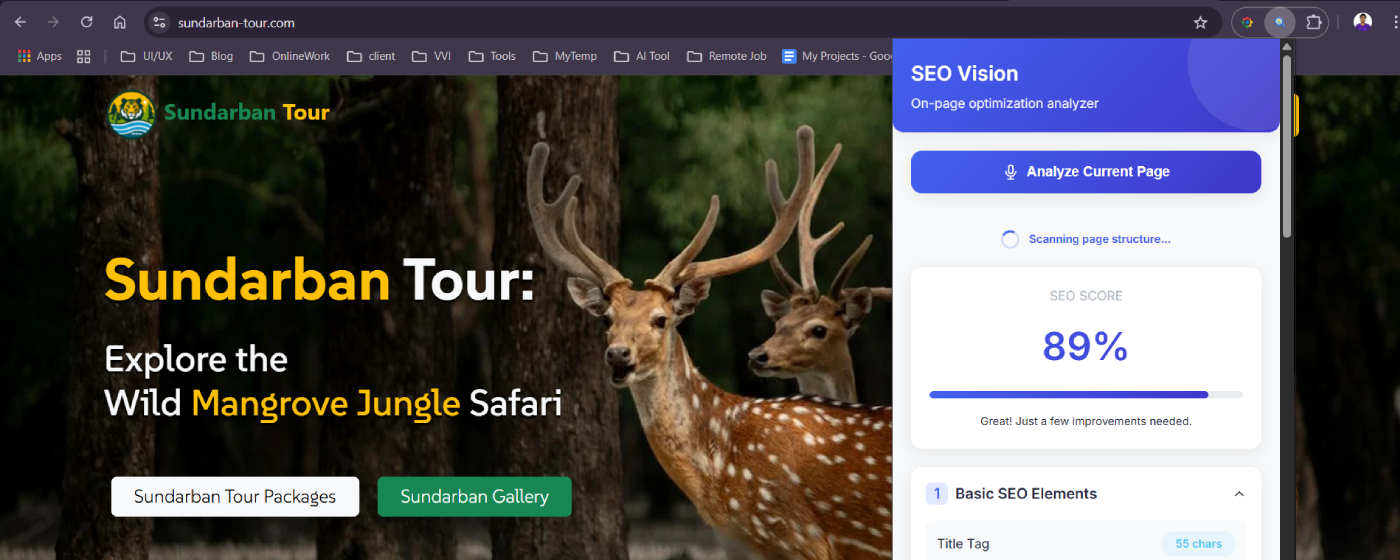 sundarban-tour.com
Apps UI/UX Blog OnlineWork client VVI Tools MyTemp AI Tool Remote Job My Projects - Goo
Sundarban Tour
Sundarban Tour:
Explore the
Wild Mangrove Jungle Safari
Sundarban Tour Packages Sundarban Gallery
SEO Vision
On-page optimization analyzer
Analyze Current Page
Scanning page structure...
SEO SCORE
89%
Great! Just a few improvements needed.
1 Basic SEO Elements
Title Tag 55 chars